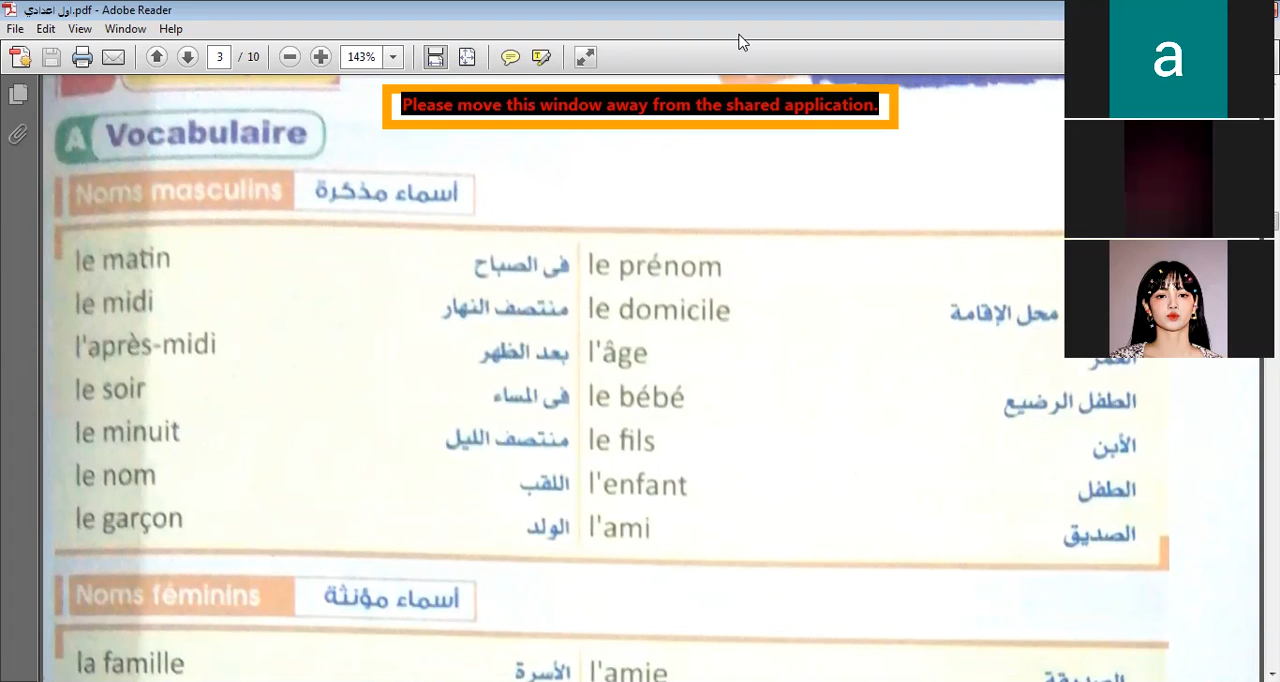 اول اعدادي.pdf - Adobe Reader
File Edit View Window Help
3 / 10 143%
Please move this window away from the shared application.
a
A Vocabulaire
Noms masculins أسماء مذكرة
le matin فى الصباح le prénom
le midi منتصف النهار le domicile محل الإقامة
l'après-midi بعد الظهر l'âge العمر
le soir فى المساء le bébé الطفل الرضيع
le minuit منتصف الليل le fils الأبن
le nom اللقب l'enfant الطفل
le garçon الولد l'ami الصديق
Noms féminins أسماء مؤنثة
la famille الأسرة l'amie الصديقة